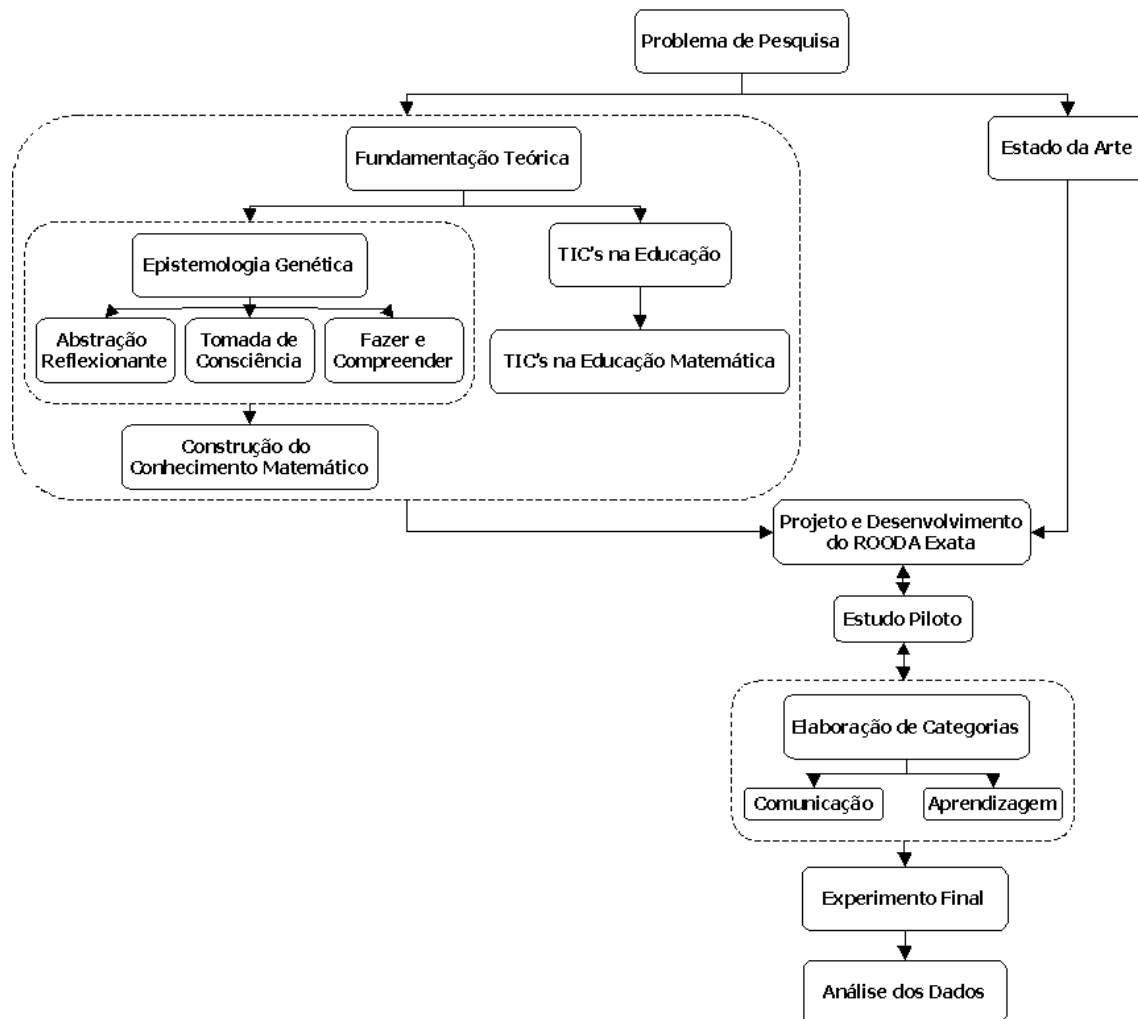 Problema de Pesquisa
Fundamentação Teórica
Estado da Arte
Epistemologia Genética
TIC's na Educação
Abstração
Reflexionante
Tomada de
Consciência
Fazer e
Compreender
TIC's na Educação Matemática
Construção do
Conhecimento Matemático
Projeto e Desenvolvimento
do ROODA Exata
Estudo Piloto
Elaboração de Categorias
Comunicação
Aprendizagem
Experimento Final
Análise dos Dados